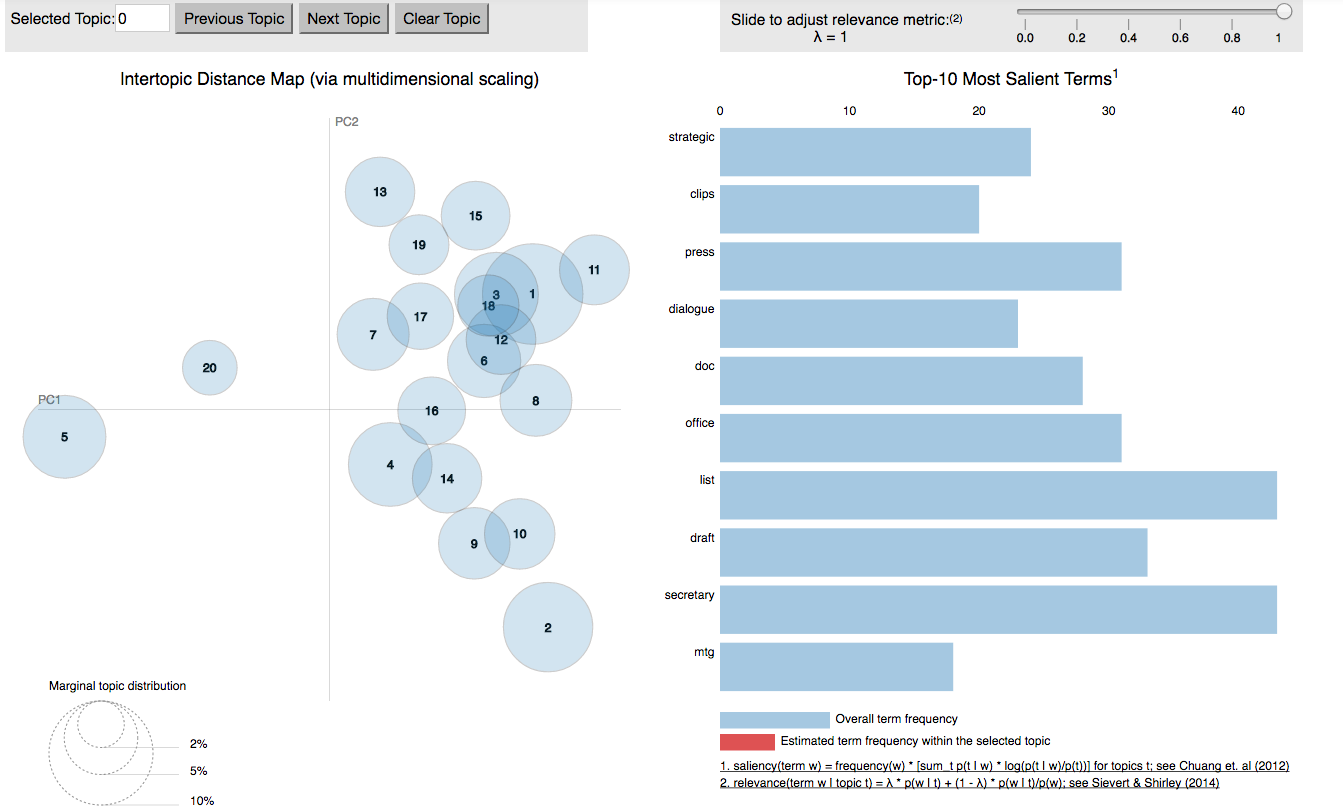 Selected Topic: 0 Previous Topic Next Topic Clear Topic
Slide to adjust relevance metric:(2)
λ = 1
0.0 0.2 0.4 0.6 0.8 1
Intertopic Distance Map (via multidimensional scaling)
PC2
PC1
13
15
19
11
3
1
18
17
7
12
6
20
8
16
5
4
14
10
9
2
Marginal topic distribution
2%
5%
10%
Top-10 Most Salient Terms1
0 10 20 30 40
strategic
clips
press
dialogue
doc
office
list
draft
secretary
mtg
Overall term frequency
Estimated term frequency within the selected topic
1. saliency(term w) = frequency(w) * [sum_t p(t | w) * log(p(t | w)/p(t))] for topics t; see Chuang et. al (2012)
2. relevance(term w | topic t) = λ * p(w | t) + (1 - λ) * p(w | t)/p(w); see Sievert & Shirley (2014)